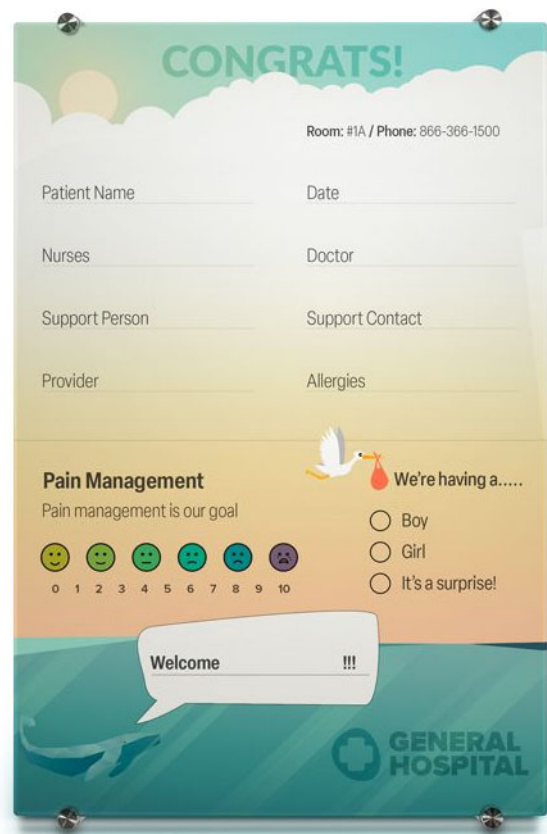 CONGRATS!
Room: #1A / Phone: 866-366-1500
Patient Name
Date
Nurses
Doctor
Support Person
Support Contact
Provider
Allergies
Pain Management
Pain management is our goal
0 1 2 3 4 5 6 7 8 9 10
We're having a.....
Boy
Girl
It's a surprise!
Welcome !!!
GENERAL
HOSPITAL